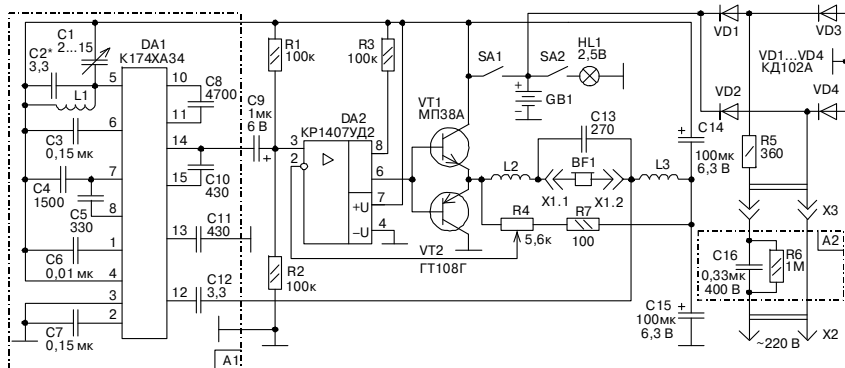 C1
2...15
C2*
3,3
DA1
К174ХА34
L1
5
10
11
C8
4700
6
C3
0,15 мк
14
15
C10
430
7
C4
1500
C5
330
8
13
C11
430
1
C6
0,01 мк
4
12
C12
3,3
3
2
C7
0,15 мк
A1
R1
100к
C9
1мк
6 В
R2
100к
R3
100к
DA2
КР1407УД2
3
2
8
6
7
+U
4
–U
VT1
МП38А
VT2
ГТ108Г
SA1
SA2
HL1
2,5В
GB1
C13
270
L2
BF1
L3
X1.1
X1.2
R4
5,6к
R7
100
C14
100мк
6,3 В
C15
100мк
6,3 В
VD1
VD3
VD1...VD4
КД102А
VD2
VD4
R5
360
X3
A2
C16
0,33мк
400 В
R6
1М
~220 В
X2